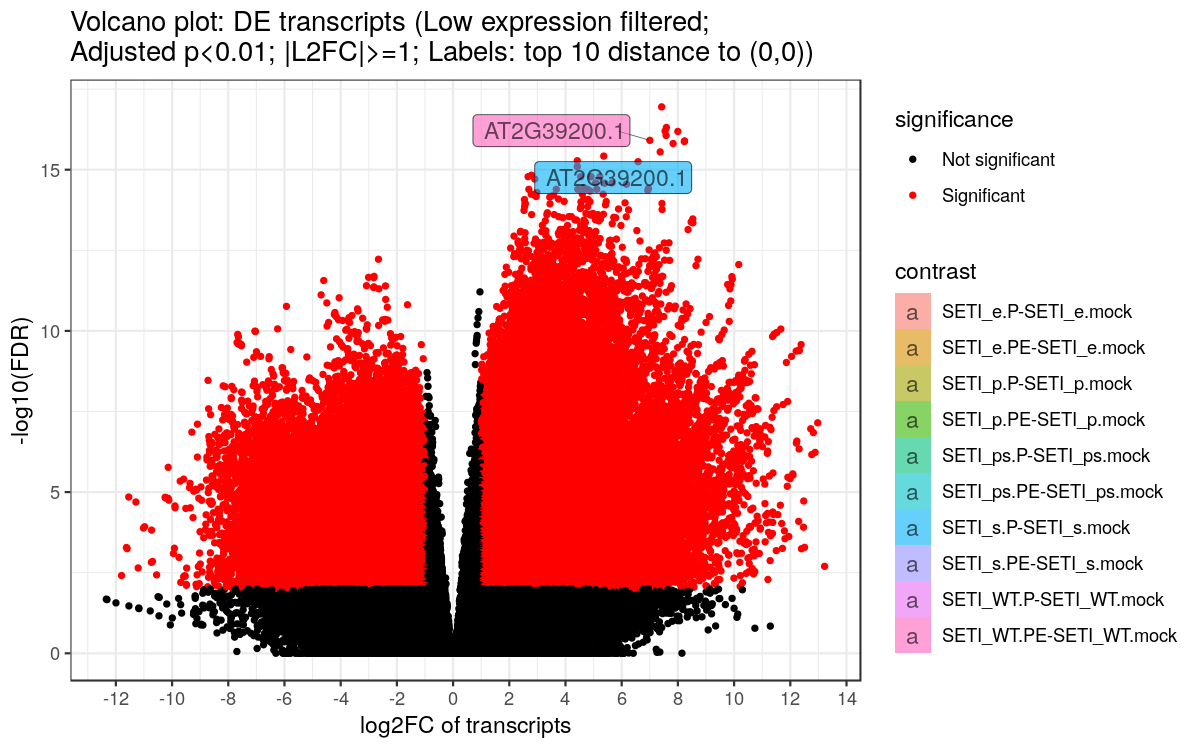 Volcano plot: DE transcripts (Low expression filtered;
Adjusted p<0.01; |L2FC|>=1; Labels: top 10 distance to (0,0))
-log10(FDR)
15
10
5
0
AT2G39200.1
AT2G39200.1
-12 -10 -8 -6 -4 -2 0 2 4 6 8 10 12 14
log2FC of transcripts
significance
Not significant
Significant
contrast
a SETI_e.P-SETI_e.mock
a SETI_e.PE-SETI_e.mock
a SETI_p.P-SETI_p.mock
a SETI_p.PE-SETI_p.mock
a SETI_ps.P-SETI_ps.mock
a SETI_ps.PE-SETI_ps.mock
a SETI_s.P-SETI_s.mock
a SETI_s.PE-SETI_s.mock
a SETI_WT.P-SETI_WT.mock
a SETI_WT.PE-SETI_WT.mock